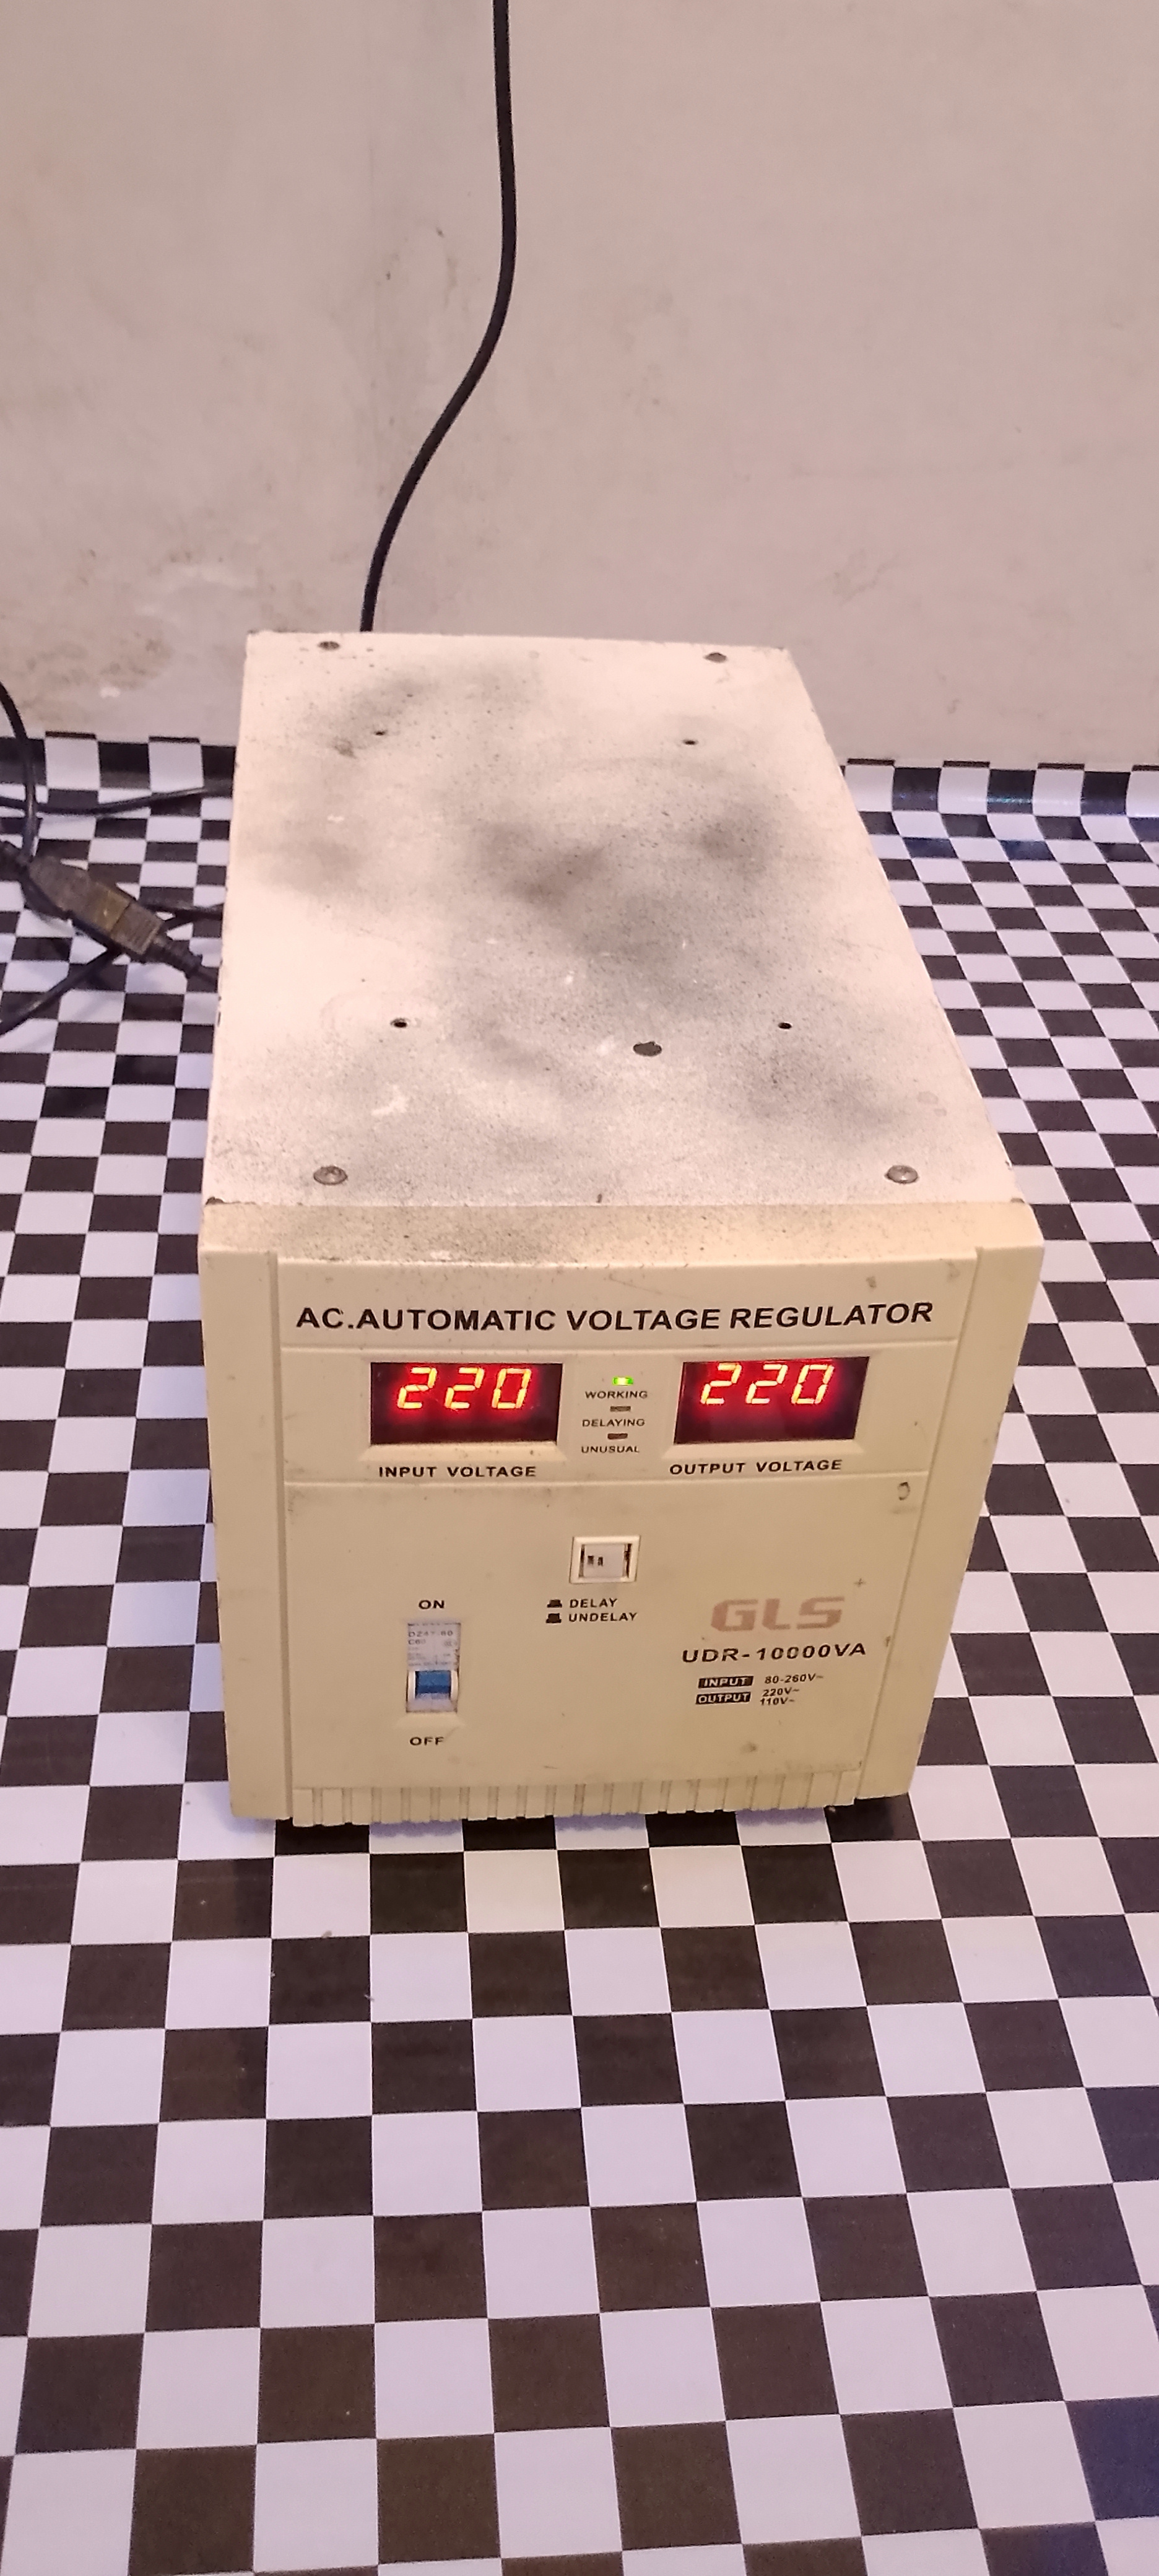 AC.AUTOMATIC VOLTAGE REGULATOR
220
220
WORKING
DELAYING
UNUSUAL
INPUT VOLTAGE
OUTPUT VOLTAGE
ON
DELAY
UNDELAY
GLS
UDR-10000VA
INPUT 80-260V~
OUTPUT 220V~
110V~
OFF